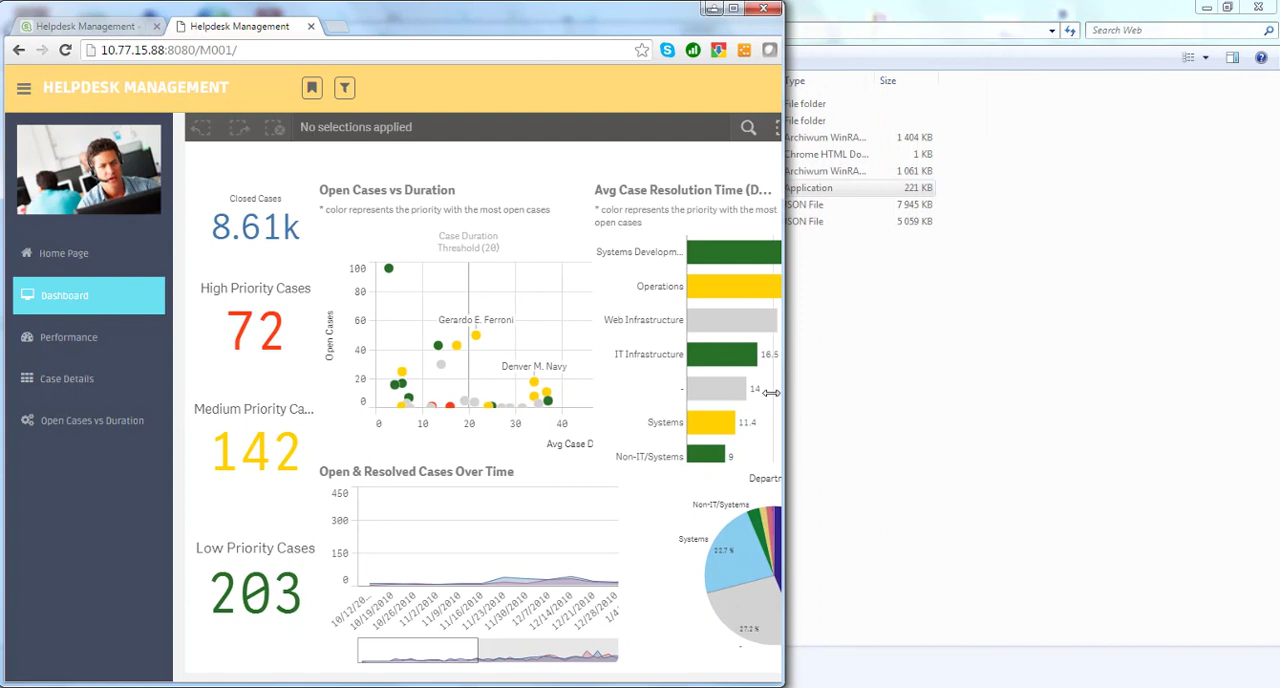 Helpdesk Management -
Helpdesk Management
10.77.15.88:8080/M001/
Search Web
HELPDESK MANAGEMENT
Type
Size
No selections applied
File folder
File folder
Archiwum WinRA...
1 404 KB
Chrome HTML Do...
1 KB
Archiwum WinRA...
1 061 KB
Application
221 KB
JSON File
7 945 KB
JSON File
5 059 KB
Home Page
Dashboard
Performance
Case Details
Open Cases vs Duration
Closed Cases
8.61k
High Priority Cases
72
Medium Priority Ca...
142
Low Priority Cases
203
Open Cases vs Duration
* color represents the priority with the most open cases
Case Duration
Threshold (20)
Open Cases
100
80
60
40
20
0
Gerardo E. Ferroni
Denver M. Navy
0
10
20
30
40
Avg Case D
Avg Case Resolution Time (D...
* color represents the priority with the most
open cases
Systems Developm...
Operations
Web Infrastructure
IT Infrastructure
16.5
-
14
Systems
11.4
Non-IT/Systems
9
Departm
Open & Resolved Cases Over Time
450
300
150
0
10/12/20...
10/19/2010
10/26/2010
11/2/2010
11/9/2010
11/16/2010
11/23/2010
11/30/2010
12/7/2010
12/14/2010
12/21/2010
12/28/2010
1/4...
Non-IT/Systems
Systems
22.7 %
27.2 %
-